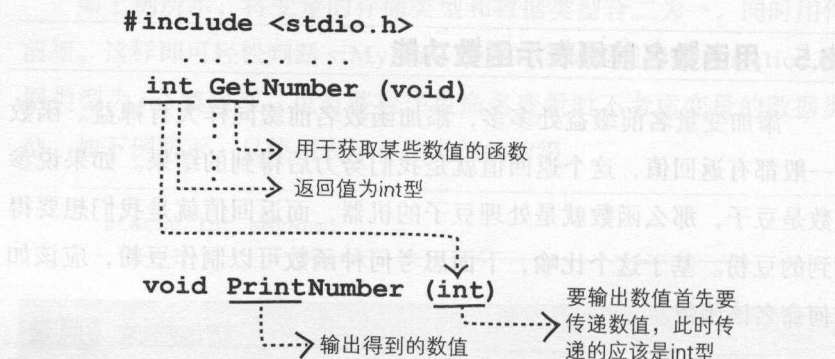 #include <stdio.h>
int GetNumber (void)
用于获取某些数值的函数
返回值为int型
void PrintNumber (int)
输出得到的数值
要输出数值首先要
传递数值，此时传
递的应该是int型